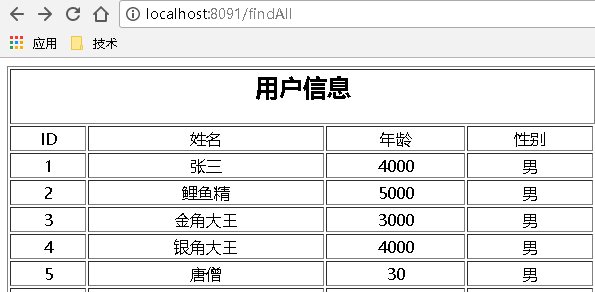 localhost:8091/findAll
应用 技术
用户信息
ID 姓名 年龄 性别
1 张三 4000 男
2 鲤鱼精 5000 男
3 金角大王 3000 男
4 银角大王 4000 男
5 唐僧 30 男